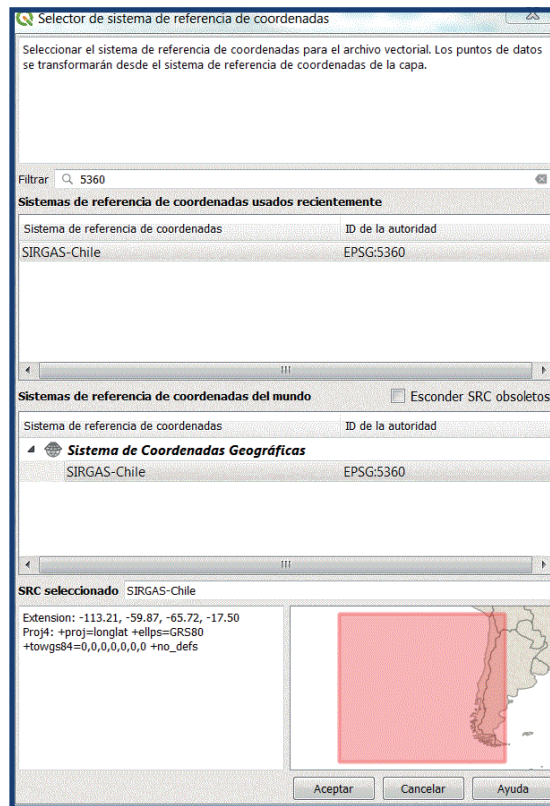 Selector de sistema de referencia de coordenadas
Seleccionar el sistema de referencia de coordenadas para el archivo vectorial. Los puntos de datos
se transformarán desde el sistema de referencia de coordenadas de la capa.
Filtrar 5360
Sistemas de referencia de coordenadas usados recientemente
Sistema de referencia de coordenadas ID de la autoridad
SIRGAS-Chile EPSG:5360
Sistemas de referencia de coordenadas del mundo Esconder SRC obsoletos
Sistema de referencia de coordenadas ID de la autoridad
Sistema de Coordenadas Geográficas
SIRGAS-Chile EPSG:5360
SRC seleccionado SIRGAS-Chile
Extension: -113.21, -59.87, -65.72, -17.50
Proj4: +proj=longlat +ellps=GRS80
+towgs84=0,0,0,0,0,0,0 +no_defs
Aceptar Cancelar Ayuda